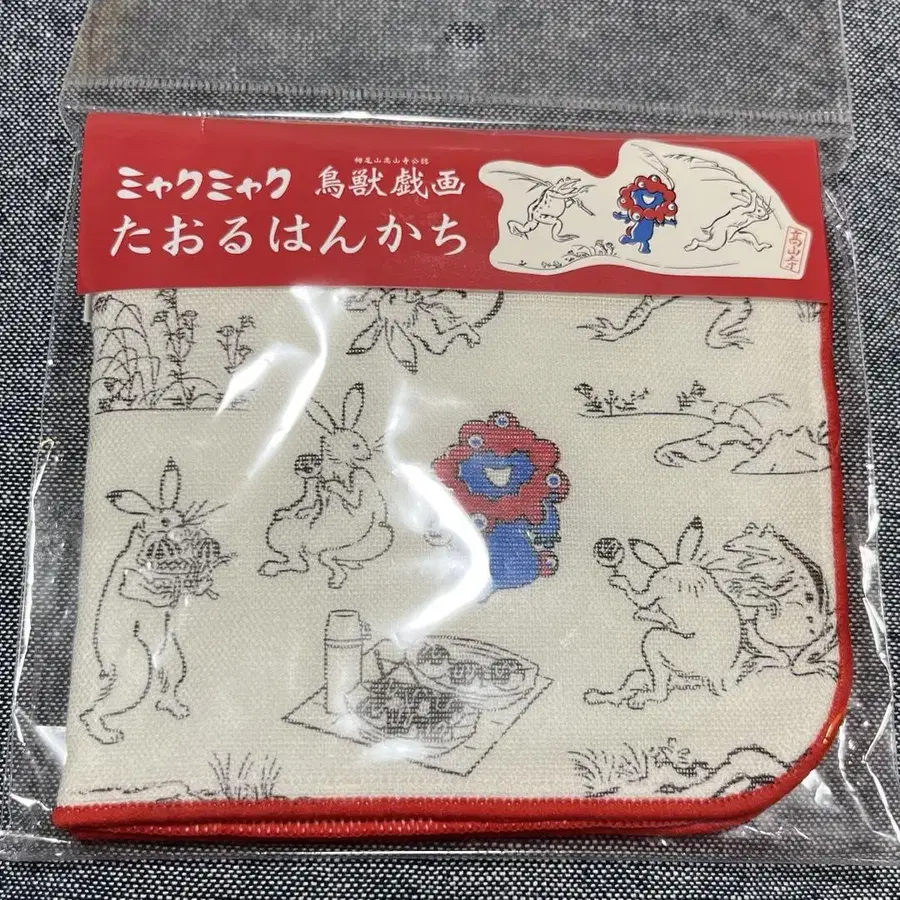 栂尾山高山寺公認
ミャクミャク 鳥獣戯画
たおるはんかち
高山寺